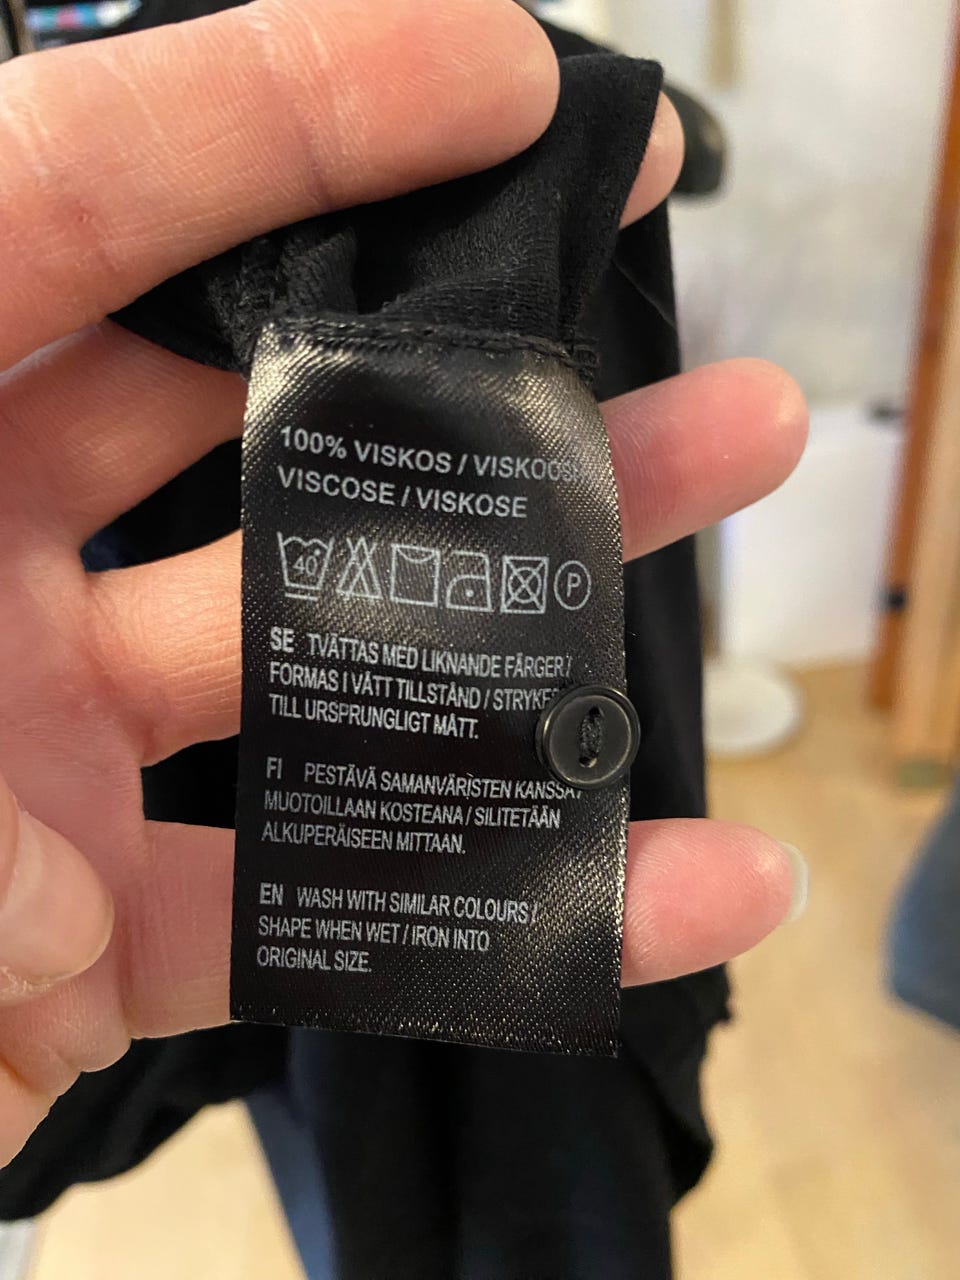 100% VISKOS / VISKOOSI
VISCOSE / VISKOSE
40 P
SE TVÄTTAS MED LIKNANDE FÄRGER /
FORMAS I VÅTT TILLSTÅND / STRYKES
TILL URSPRUNGLIGT MÅTT.
FI PESTÄVÄ SAMANVÄRISTEN KANSSA /
MUOTOILLAAN KOSTEANA / SILITETÄÄN
ALKUPERÄISEEN MITTAAN.
EN WASH WITH SIMILAR COLOURS /
SHAPE WHEN WET / IRON INTO
ORIGINAL SIZE.